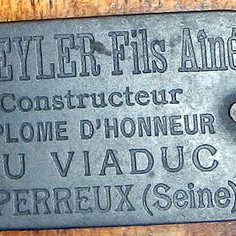 EYLER Fils Aîné
Constructeur
PLOME D'HONNEUR
U VIADUC
PERREUX (Seine)